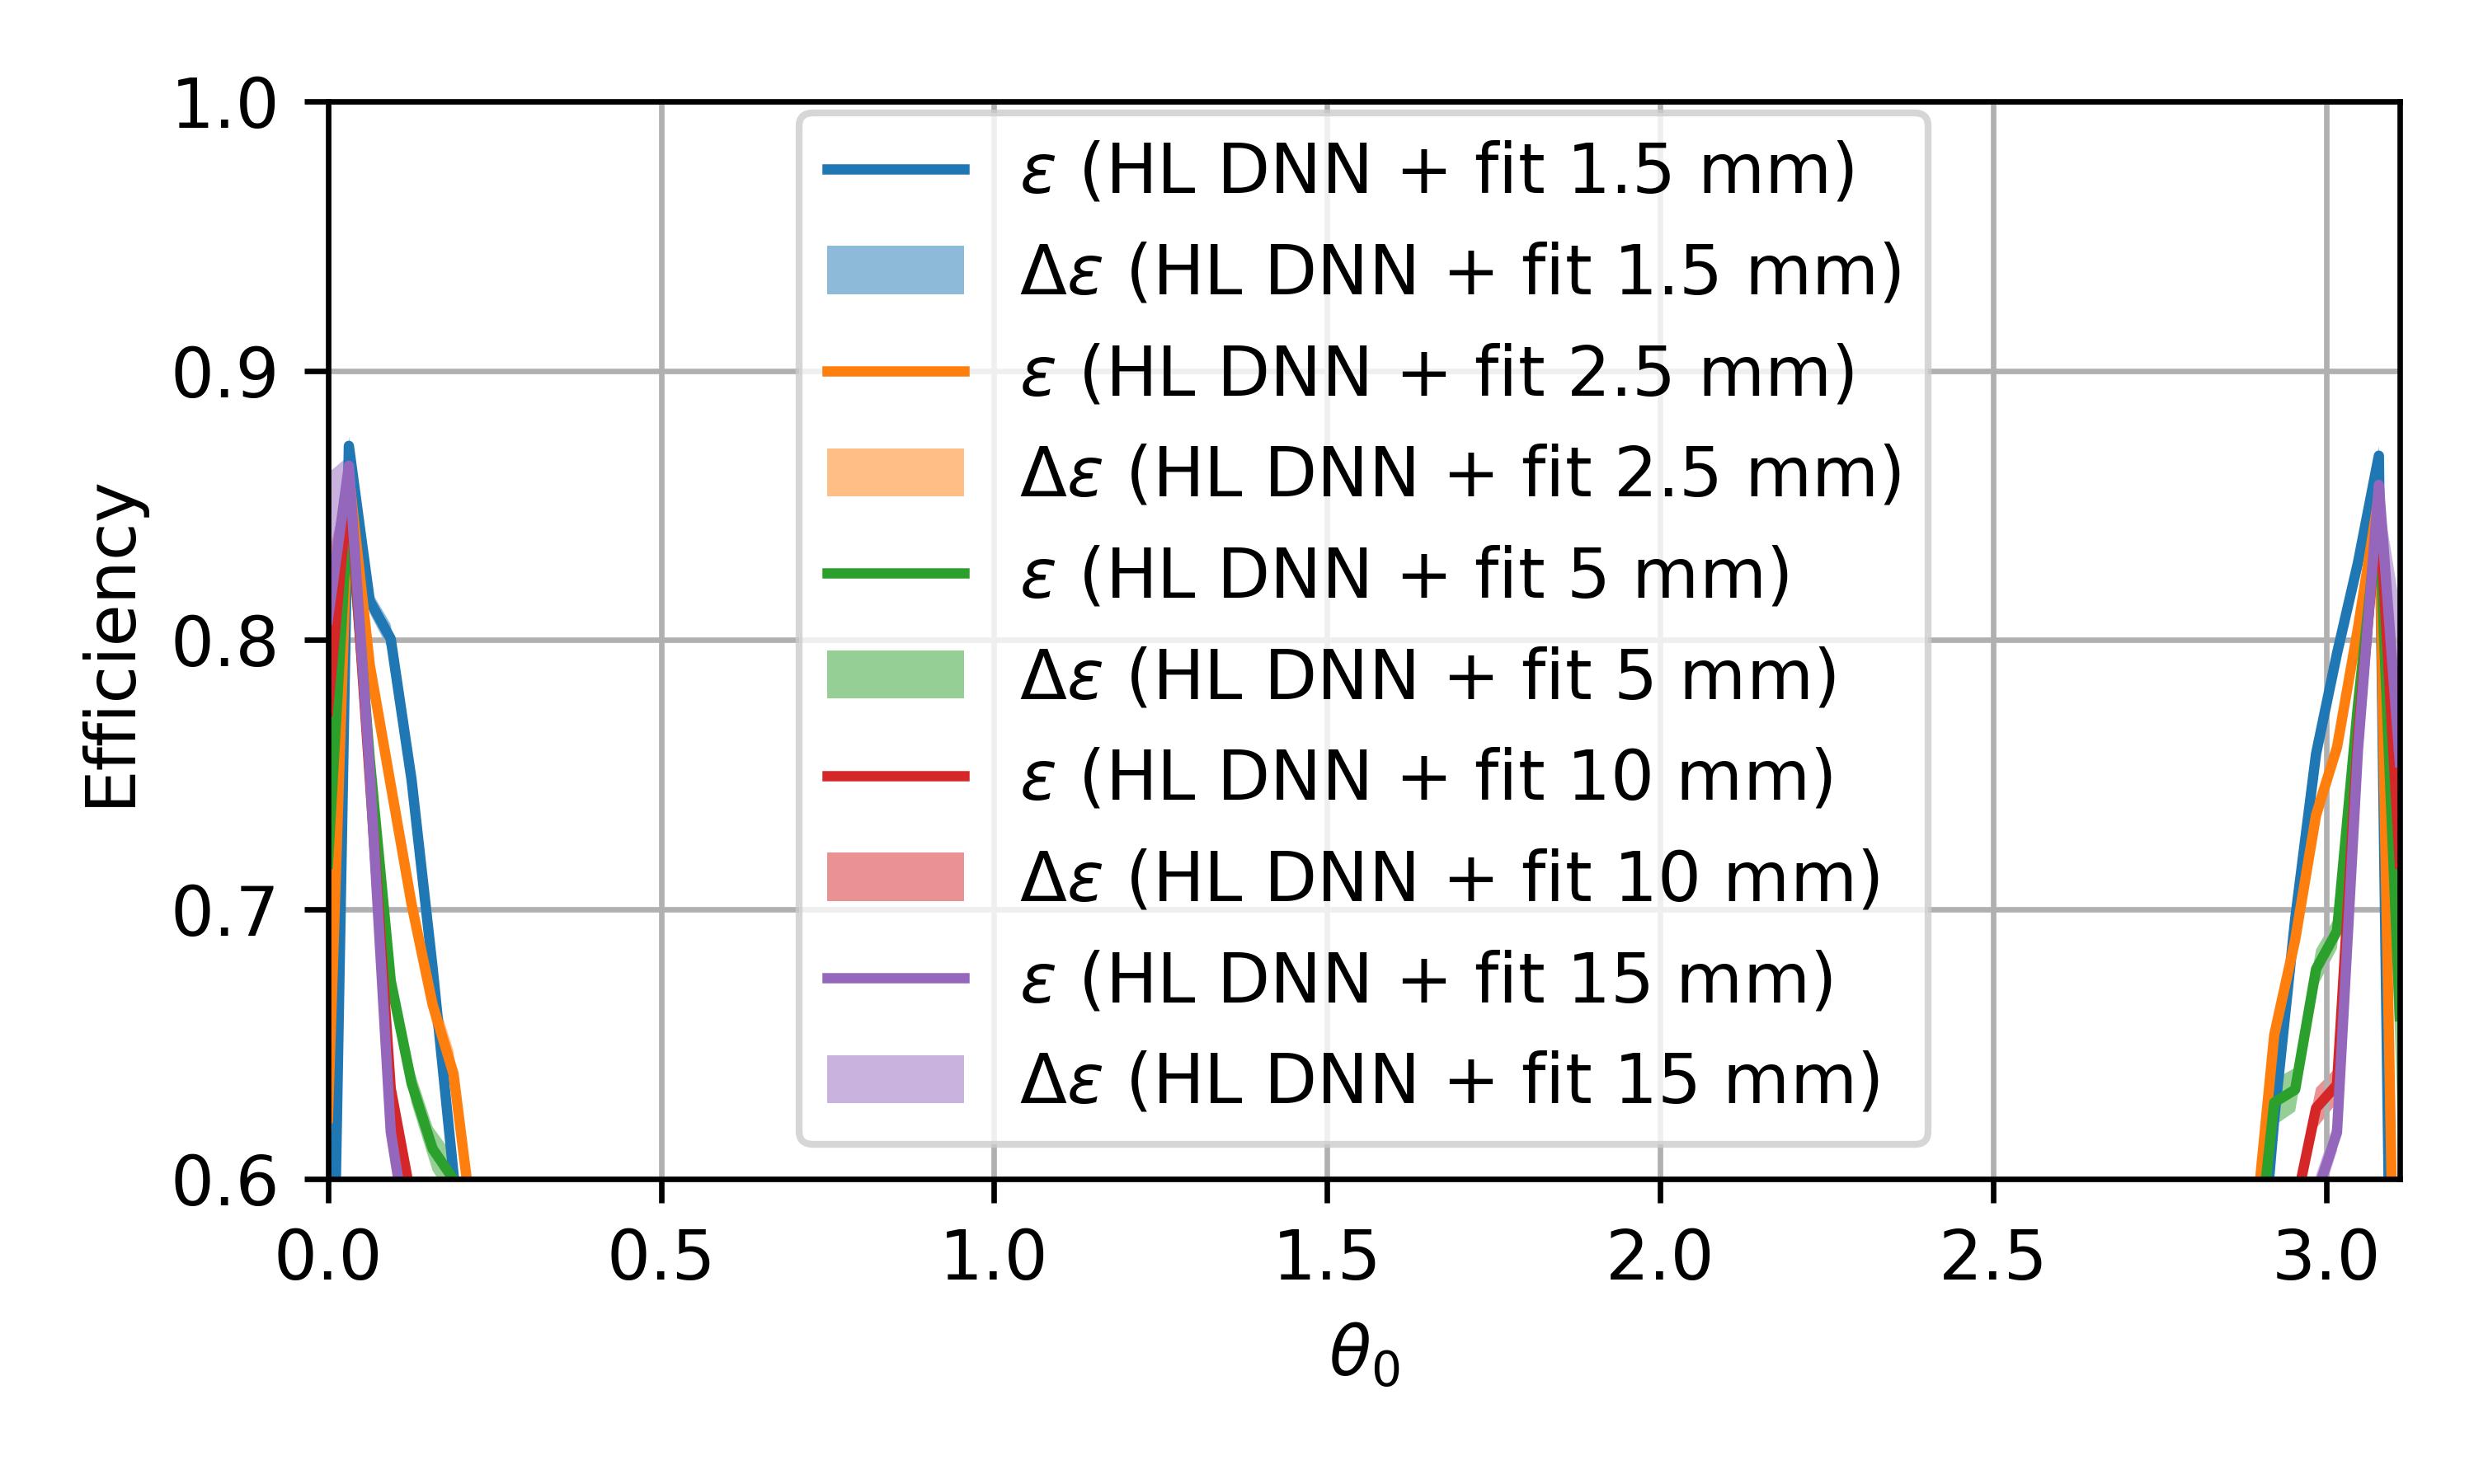 1.0
0.9
0.8
0.7
0.6
Efficiency
ε (HL DNN + fit 1.5 mm)
Δε (HL DNN + fit 1.5 mm)
ε (HL DNN + fit 2.5 mm)
Δε (HL DNN + fit 2.5 mm)
ε (HL DNN + fit 5 mm)
Δε (HL DNN + fit 5 mm)
ε (HL DNN + fit 10 mm)
Δε (HL DNN + fit 10 mm)
ε (HL DNN + fit 15 mm)
Δε (HL DNN + fit 15 mm)
0.0 0.5 1.0 1.5 2.0 2.5 3.0
θ₀